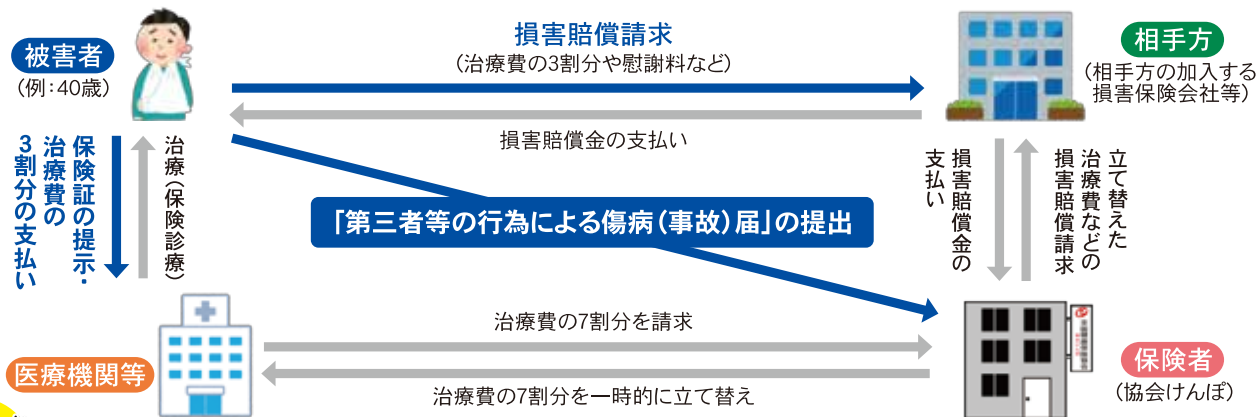 被害者
(例:40歳)
損害賠償請求
(治療費の3割分や慰謝料など)
相手方
(相手方の加入する
損害保険会社等)
損害賠償金の支払い
保険証の提示・
治療費の
3割分の支払い
治療(保険診療)
「第三者等の行為による傷病(事故)届」の提出
損害賠償金の
支払い
立て替えた
治療費などの
損害賠償請求
医療機関等
治療費の7割分を請求
治療費の7割分を一時的に立て替え
保険者
(協会けんぽ)